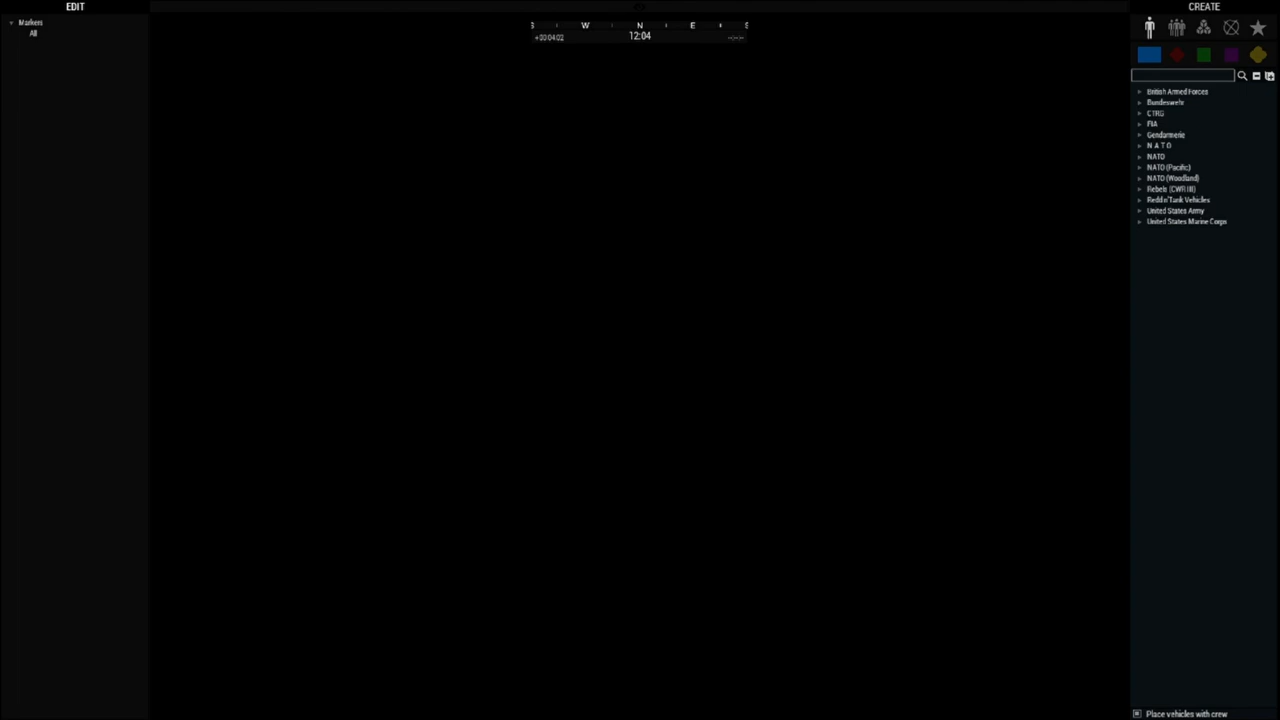 EDIT
CREATE
Markers
All
W
N
E
12:04
British Armed Forces
Bundeswehr
CTRG
FIA
Gendarmerie
N A T O
NATO
NATO (Pacific)
NATO (Woodland)
Rebels (CWR III)
Redd'n'Tank Vehicles
United States Army
United States Marine Corps
Place vehicles with crew